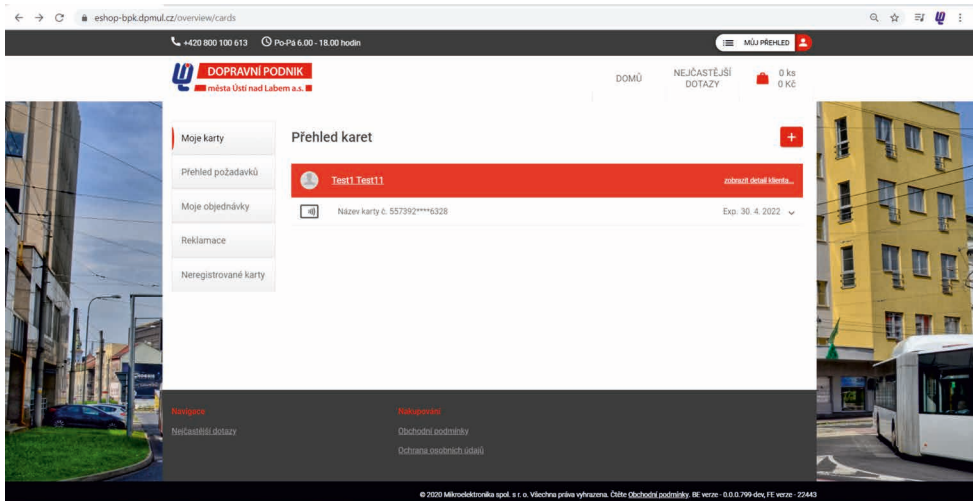 eshop-bpk.dpmul.cz/overview/cards
+420 800 100 613 Po-Pá 6.00 - 18.00 hodin MŮJ PŘEHLED
DOPRAVNÍ PODNIK
města Ústí nad Labem a.s.
DOMŮ
NEJČASTĚJŠÍ
DOTAZY
0 ks
0 Kč
Moje karty
Přehled požadavků
Moje objednávky
Reklamace
Neregistrované karty
Přehled karet
+
Test1 Test11 zobrazit detail klienta...
Název karty č. 557392****6328 Exp. 30. 4. 2022
Navigace
Nejčastější dotazy
Nakupování
Obchodní podmínky
Ochrana osobních údajů
© 2020 Mikroelektronika spol. s r. o. Všechna práva vyhrazena. Čtěte Obchodní podmínky. BE verze - 0.0.0.799-dev, FE verze - 22443